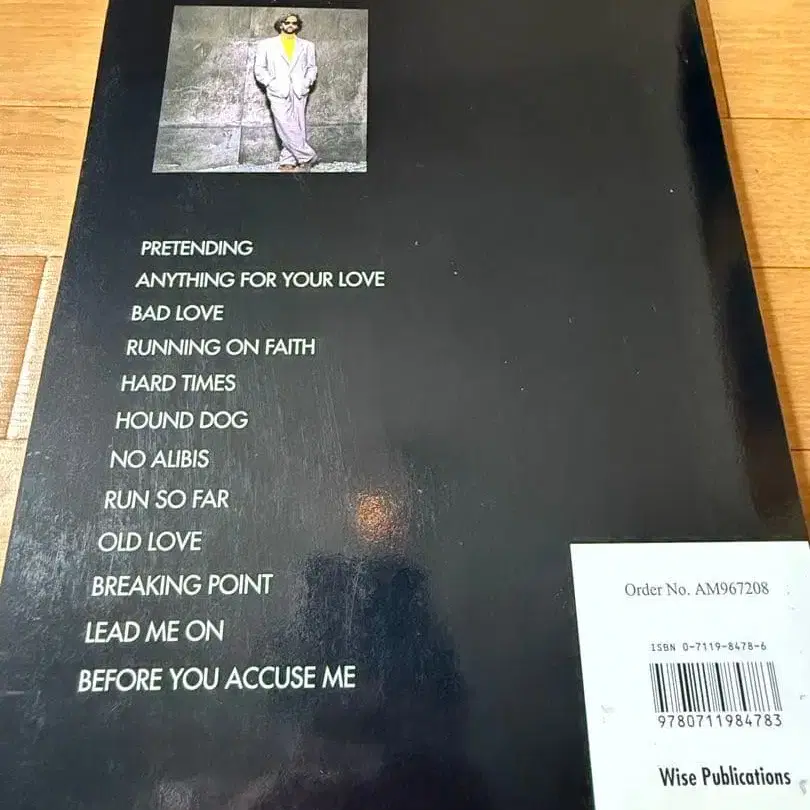 PRETENDING
ANYTHING FOR YOUR LOVE
BAD LOVE
RUNNING ON FAITH
HARD TIMES
HOUND DOG
NO ALIBIS
RUN SO FAR
OLD LOVE
BREAKING POINT
LEAD ME ON
BEFORE YOU ACCUSE ME
Order No. AM967208
ISBN 0-7119-8478-6
9780711984783
Wise Publications